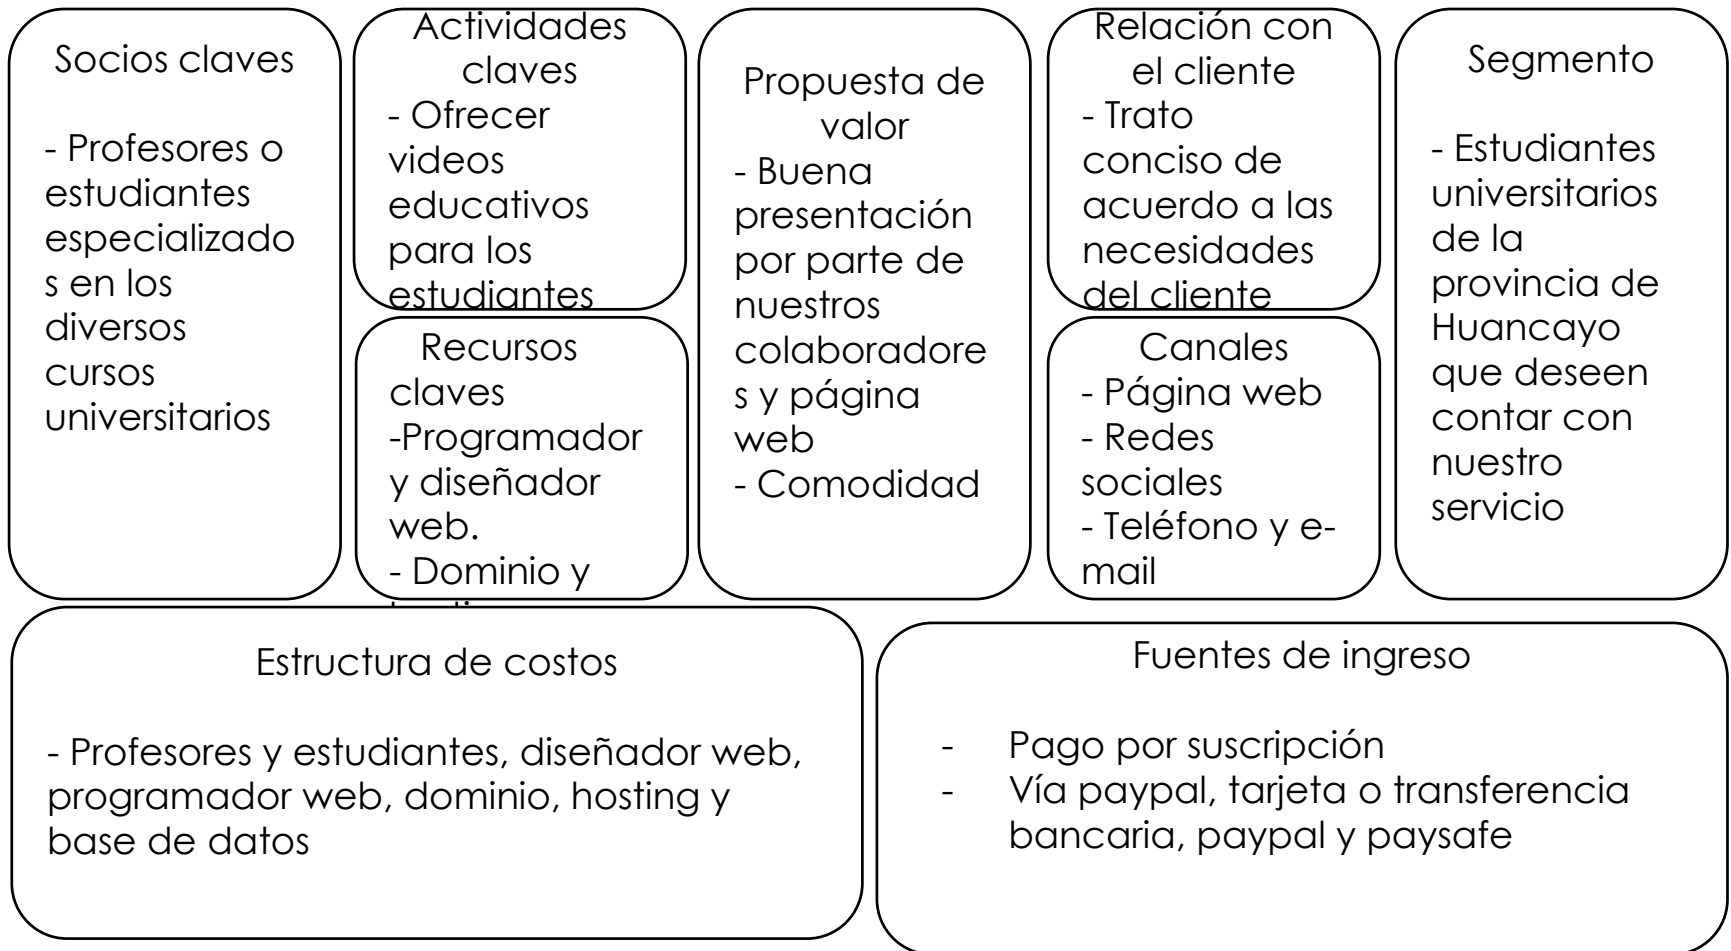 Socios claves
- Profesores o
estudiantes
especializado
s en los
diversos
cursos
universitarios
Actividades
claves
- Ofrecer
videos
educativos
para los
estudiantes
Recursos
claves
-Programador
y diseñador
web.
- Dominio y
Propuesta de
valor
- Buena
presentación
por parte de
nuestros
colaboradore
s y página
web
- Comodidad
Relación con
el cliente
- Trato
conciso de
acuerdo a las
necesidades
del cliente
Canales
- Página web
- Redes
sociales
- Teléfono y e-
mail
Segmento
- Estudiantes
universitarios
de la
provincia de
Huancayo
que deseen
contar con
nuestro
servicio
Estructura de costos
- Profesores y estudiantes, diseñador web,
programador web, dominio, hosting y
base de datos
Fuentes de ingreso
- Pago por suscripción
- Vía paypal, tarjeta o transferencia
bancaria, paypal y paysafe